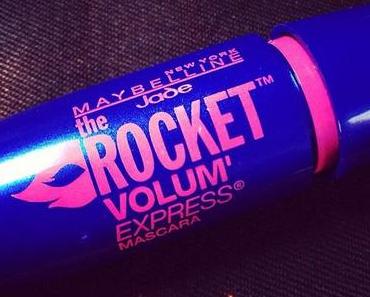 MAYBELLINE
NEW YORK
Jade
the
ROCKET™
VOLUM'
EXPRESS®
MASCARA